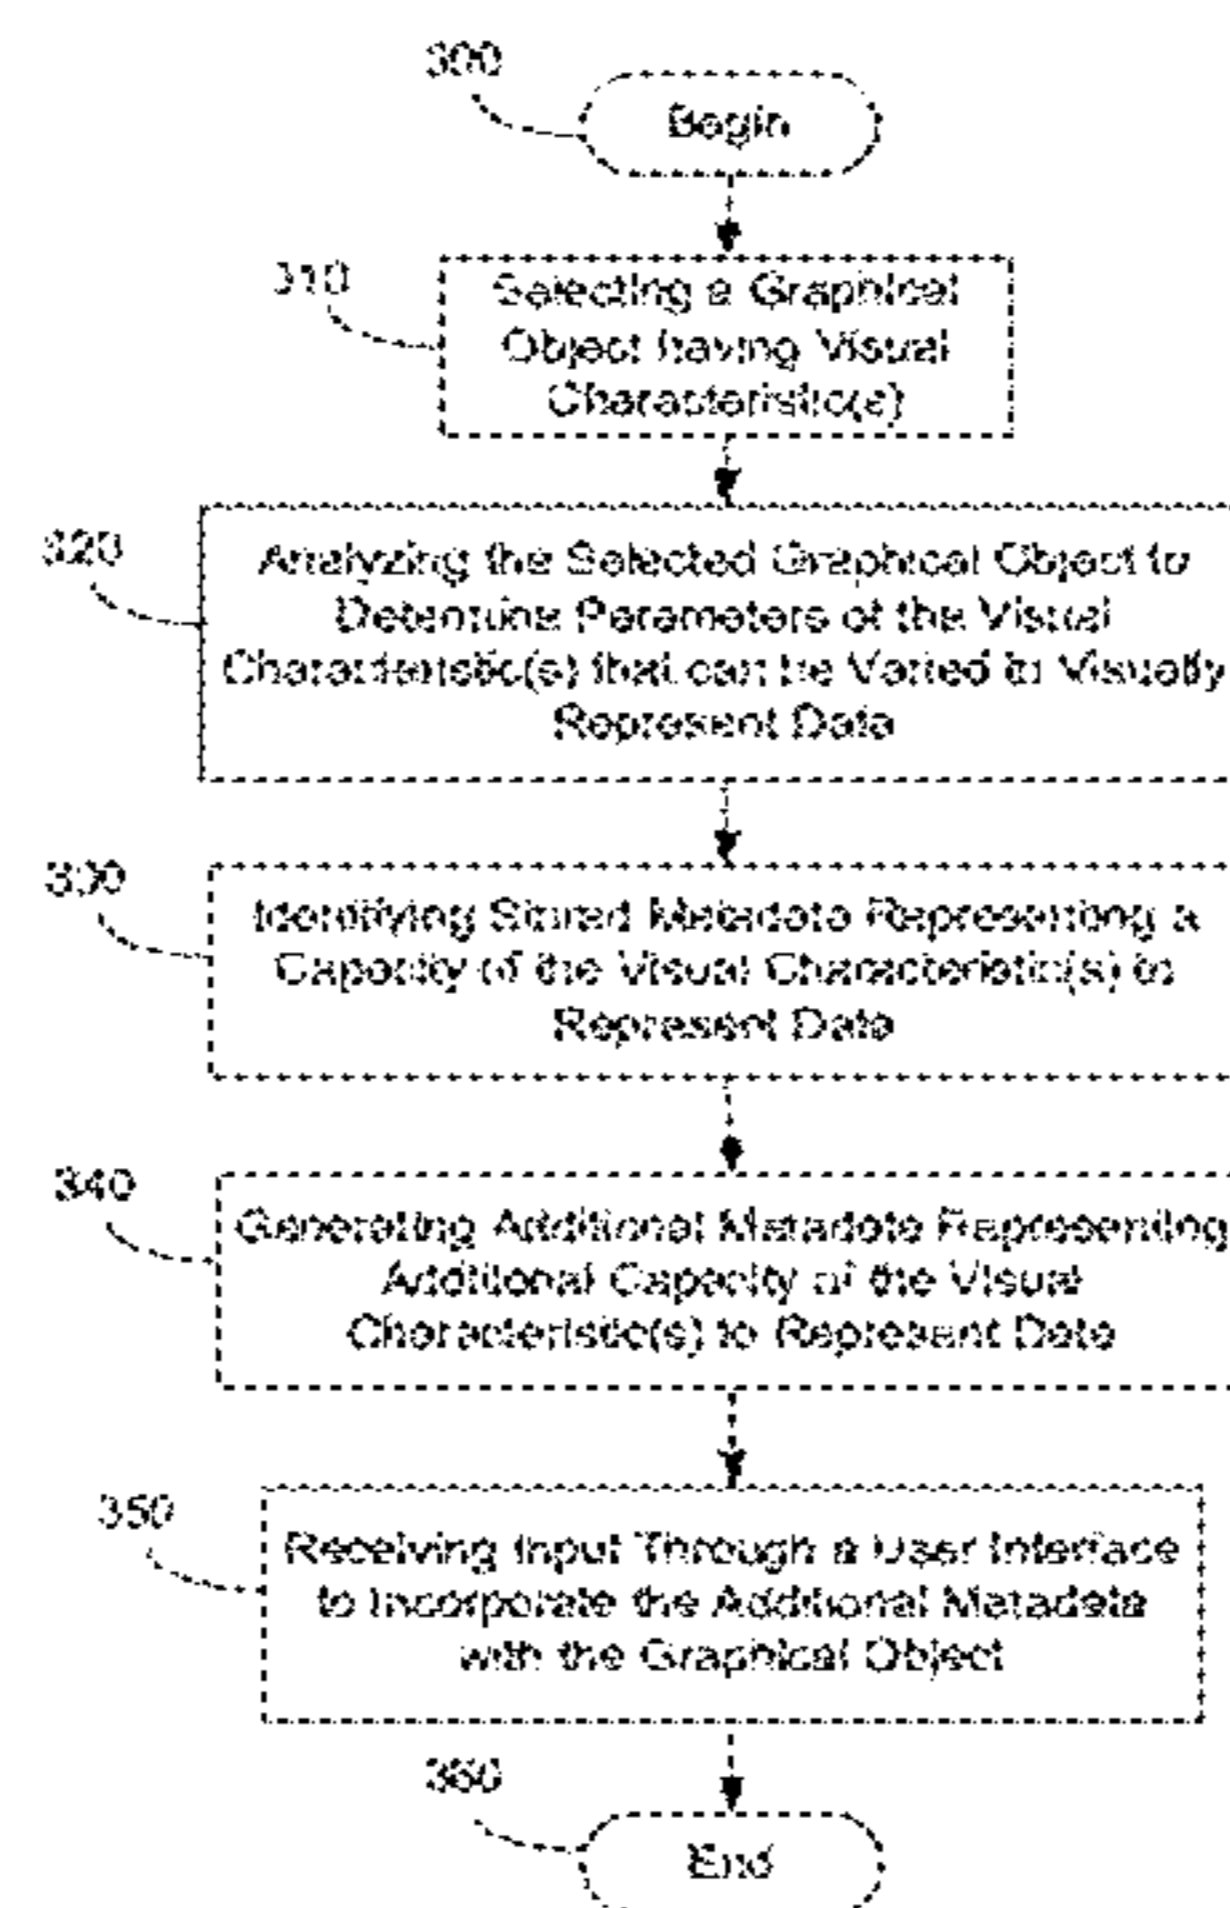 300
Begin
310
Selecting a Graphical
Object having Visual
Characteristic(s)
320
Analyzing the Selected Graphical Object to
Determine Parameters of the Visual
Characteristic(s) that can be Varied to Visually
Represent Data
330
Identifying Stored Metadata Representing a
Capacity of the Visual Characteristic(s) to
Represent Data
340
Generating Additional Metadata Representing
Additional Capacity of the Visual
Characteristic(s) to Represent Data
350
Receiving Input Through a User Interface
to Incorporate the Additional Metadata
with the Graphical Object
360
End